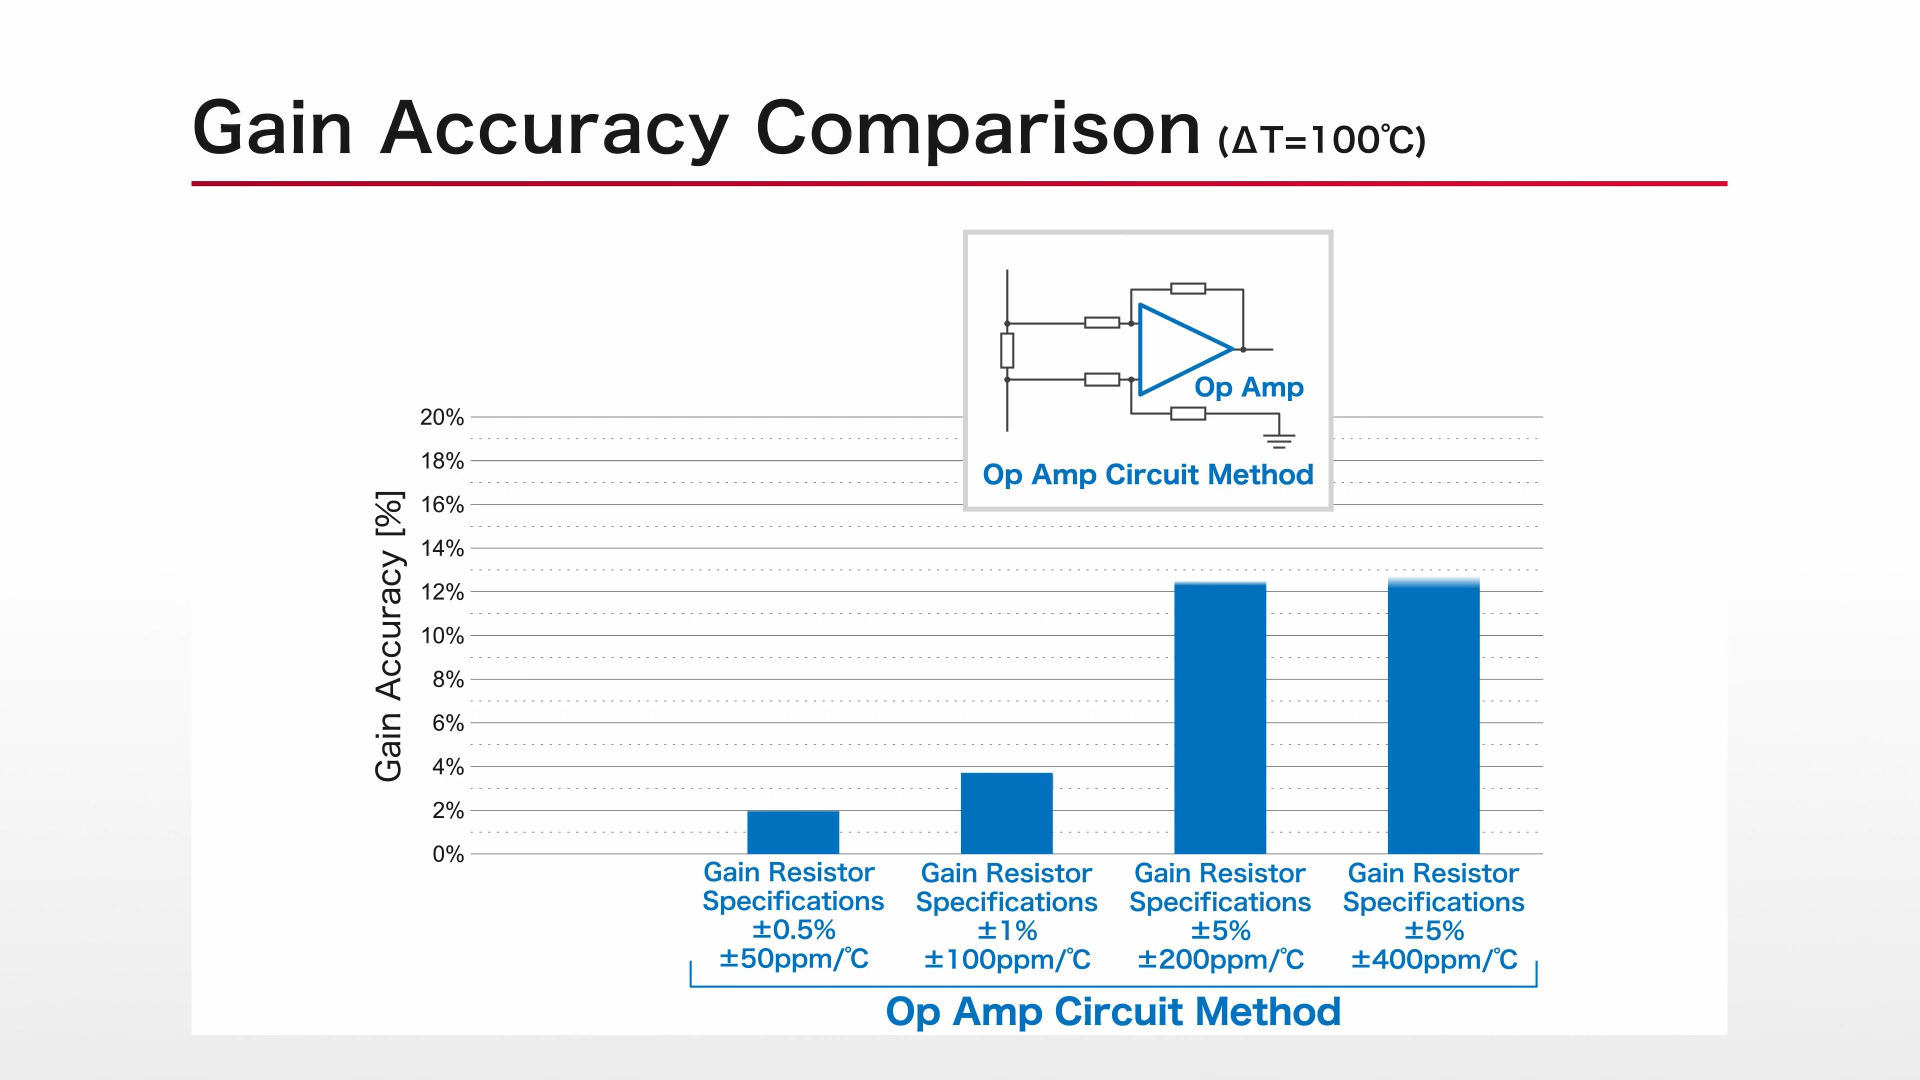 Gain Accuracy Comparison (ΔT=100℃)
Op Amp
Op Amp Circuit Method
Gain Accuracy [%]
20%
18%
16%
14%
12%
10%
8%
6%
4%
2%
0%
Gain Resistor
Specifications
±0.5%
±50ppm/℃
Gain Resistor
Specifications
±1%
±100ppm/℃
Gain Resistor
Specifications
±5%
±200ppm/℃
Gain Resistor
Specifications
±5%
±400ppm/℃
Op Amp Circuit Method